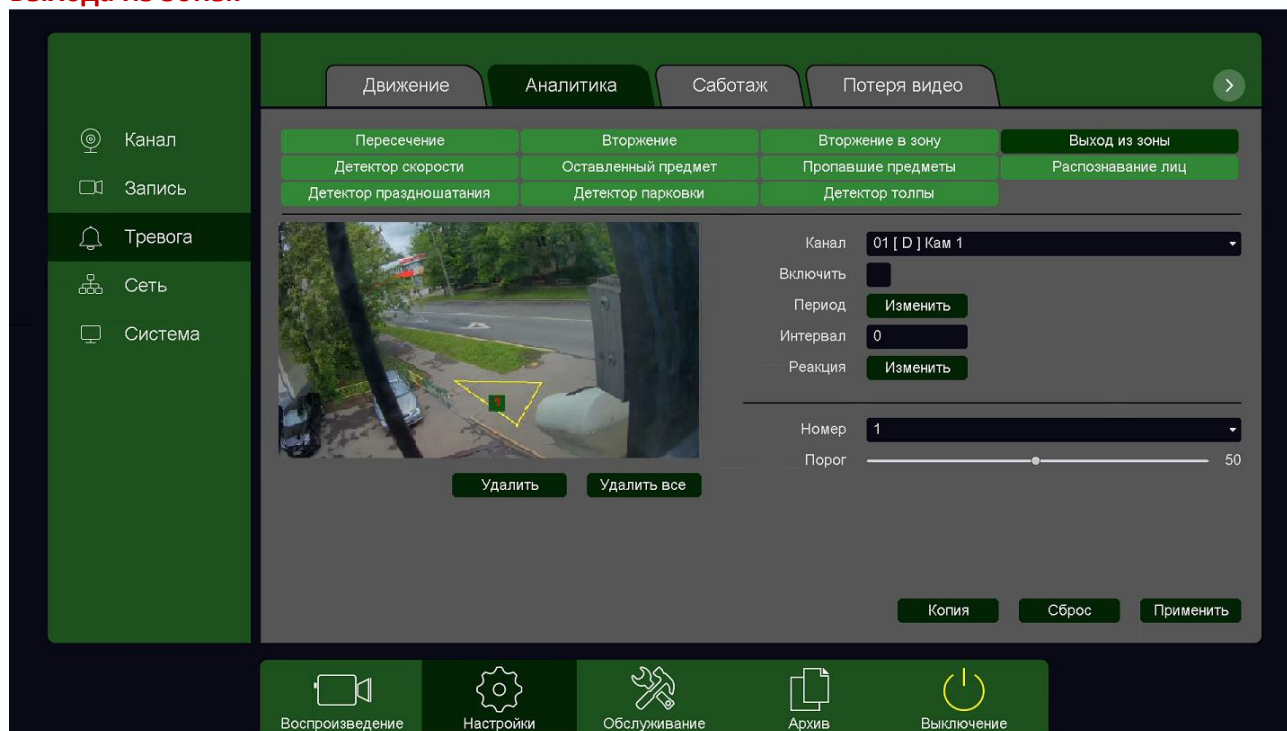 выхода из зоны.
Движение Аналитика Саботаж Потеря видео
Канал
Запись
Тревога
Сеть
Система
Пересечение Вторжение Вторжение в зону Выход из зоны
Детектор скорости Оставленный предмет Пропавшие предметы Распознавание лиц
Детектор праздношатания Детектор парковки Детектор толпы
Канал 01 [ D ] Кам 1
Включить
Период Изменить
Интервал 0
Реакция Изменить
1
Номер 1
Порог 50
Удалить Удалить все
Копия Сброс Применить
Воспроизведение Настройки Обслуживание Архив Выключение